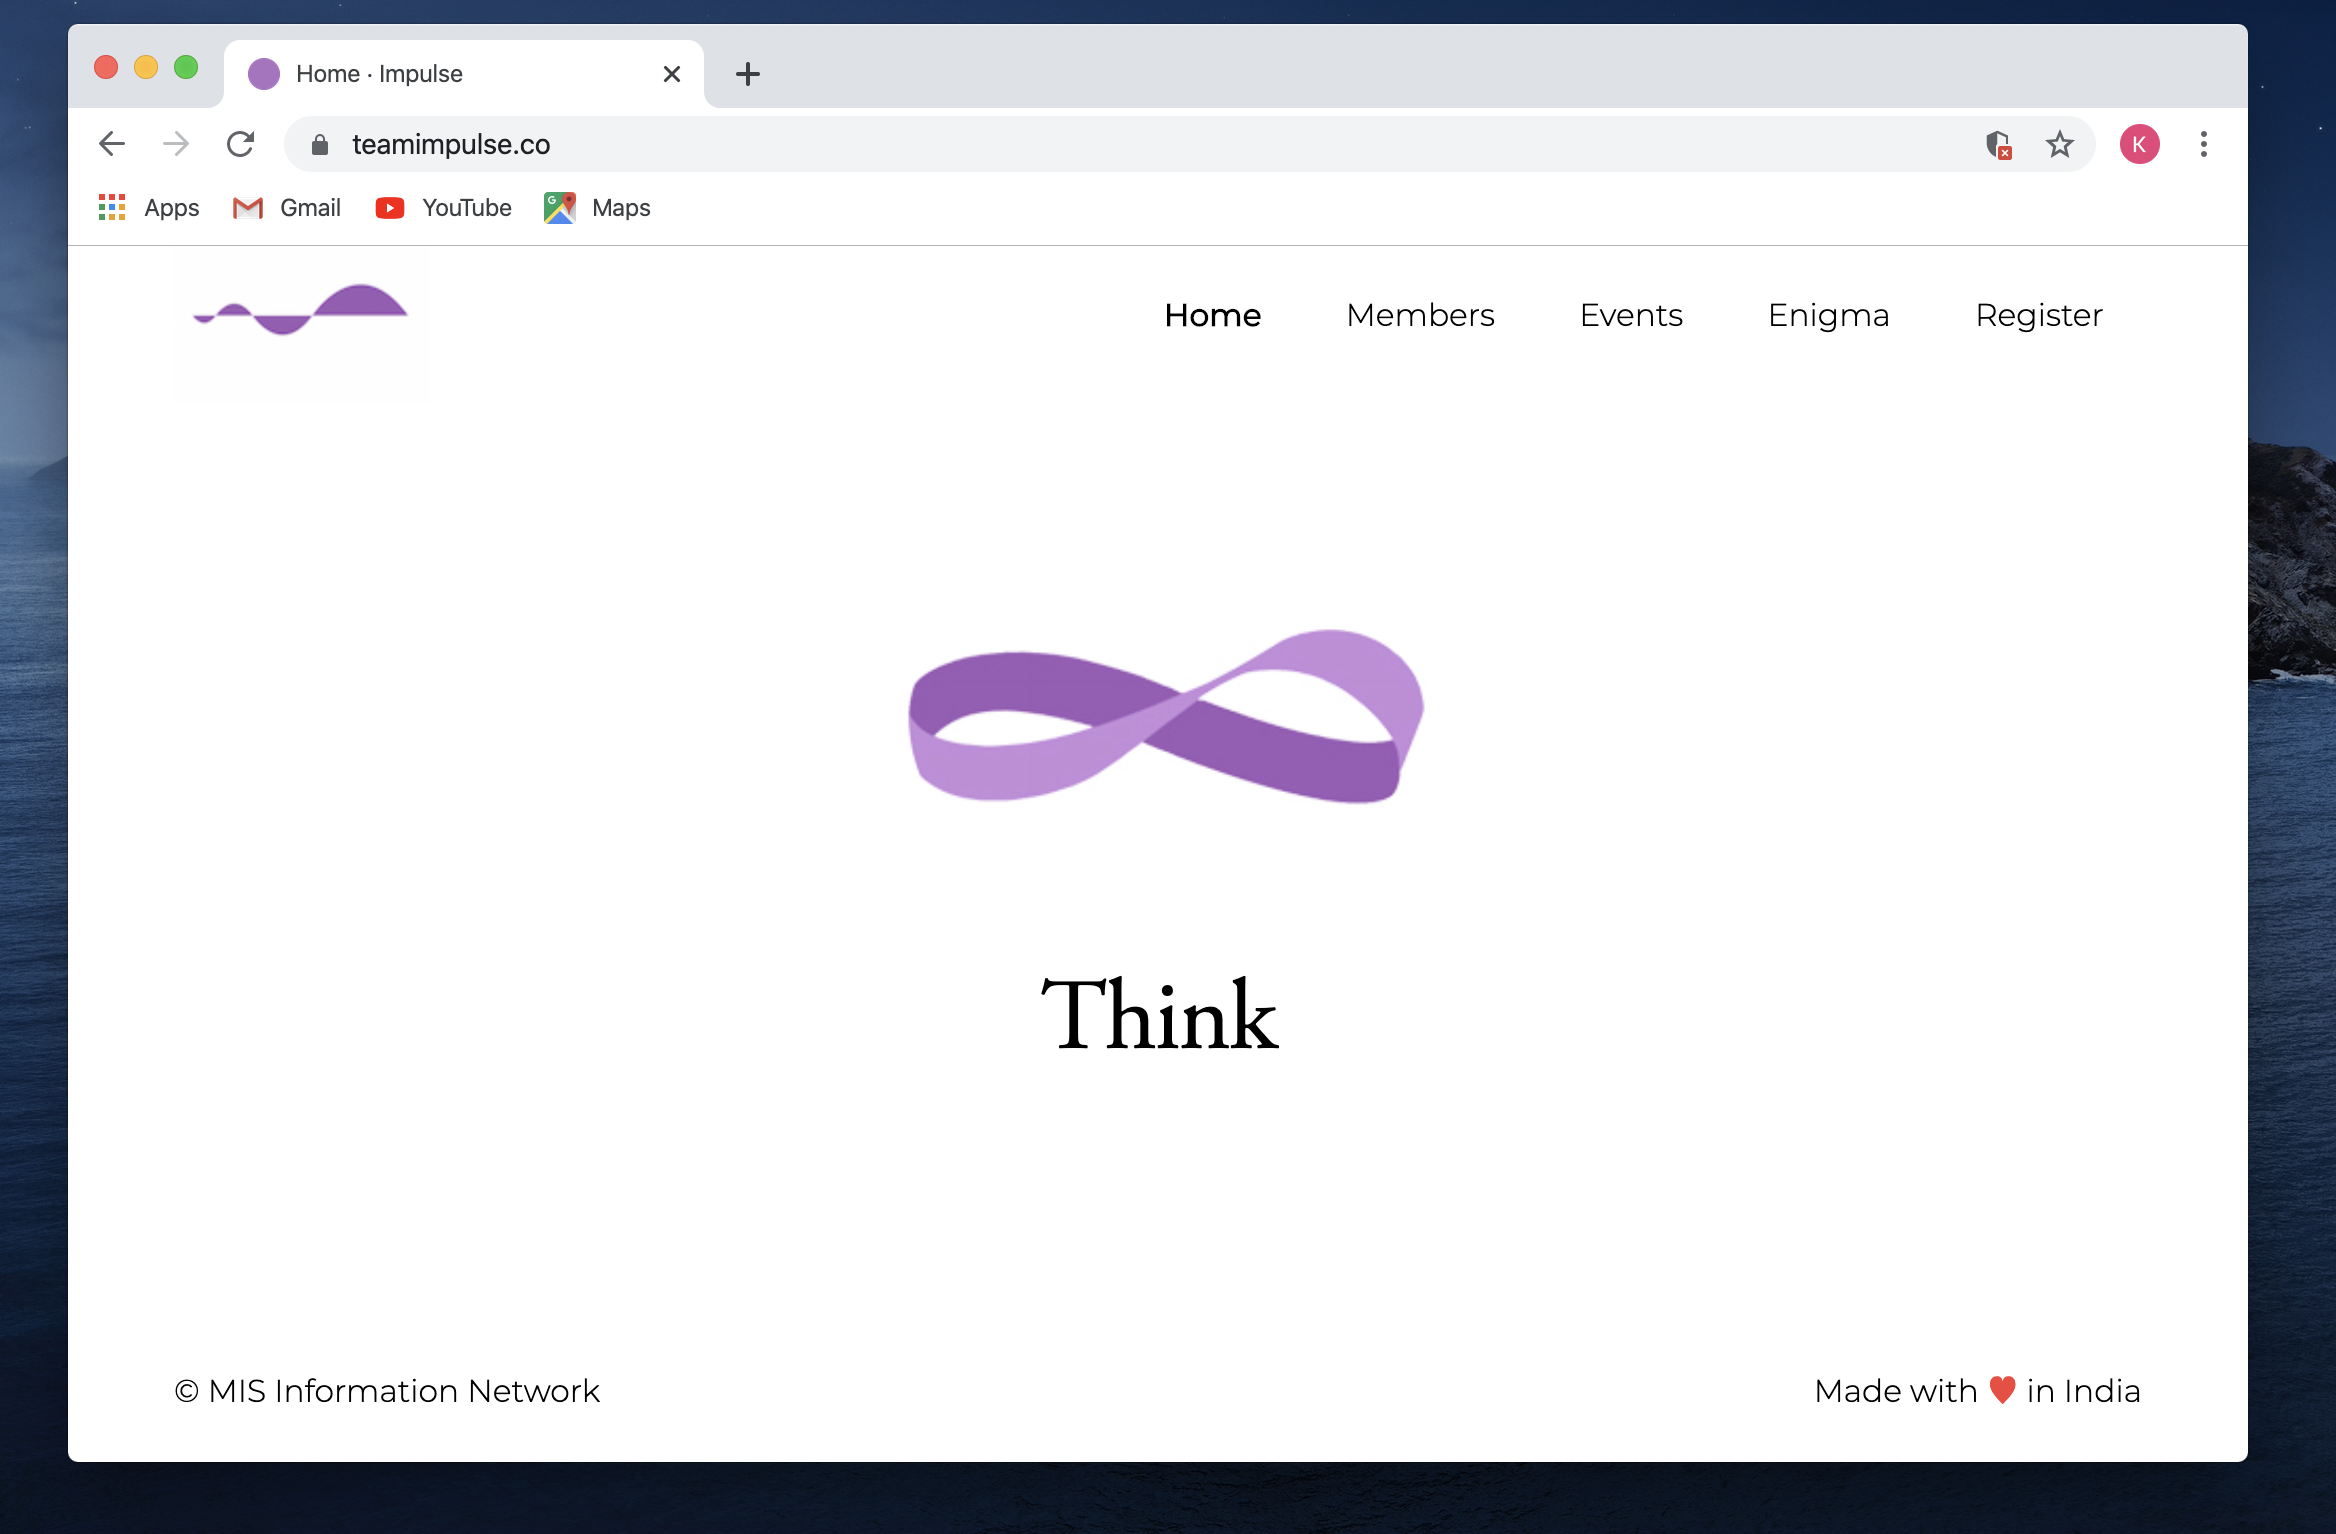 Home · Impulse
teamimpulse.co
K
Apps Gmail YouTube Maps
Home Members Events Enigma Register
Think
© MIS Information Network
Made with ♥ in India